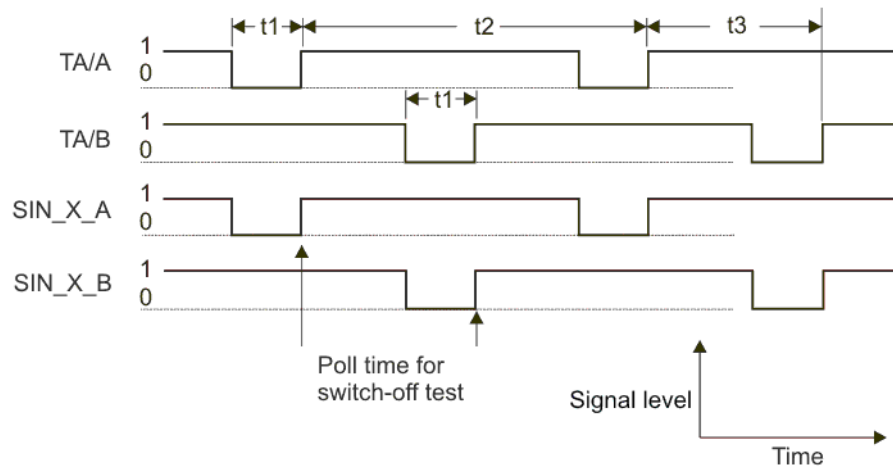 t1
t2
t3
TA/A
1
0
t1
TA/B
1
0
SIN_X_A
1
0
SIN_X_B
1
0
Poll time for
switch-off test
Signal level
Time